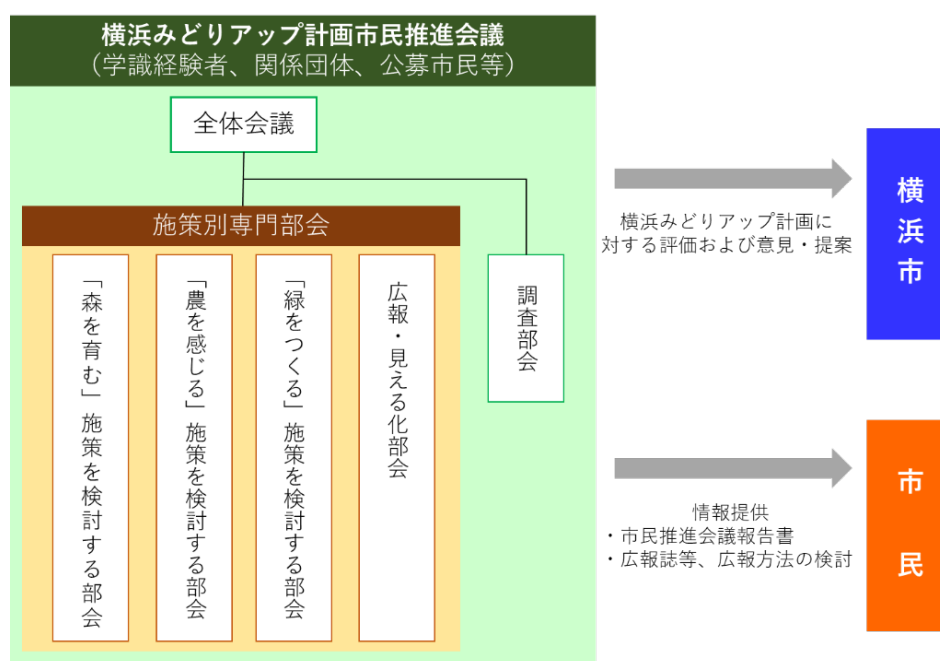 横浜みどりアップ計画市民推進会議
（学識経験者、関係団体、公募市民等）
全体会議
施策別専門部会
「森を育む」施策を検討する部会
「農を感じる」施策を検討する部会
「緑をつくる」施策を検討する部会
広報・見える化部会
調査部会
横浜みどりアップ計画に
対する評価および意見・提案
横浜市
情報提供
・市民推進会議報告書
・広報誌等、広報方法の検討
市民